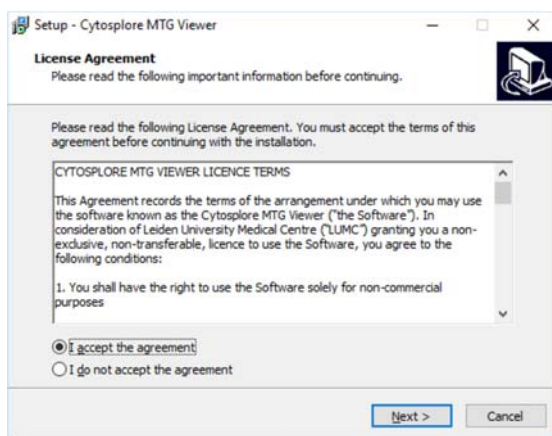 Setup - Cytosplore MTG Viewer
License Agreement
Please read the following important information before continuing.
Please read the following License Agreement. You must accept the terms of this
agreement before continuing with the installation.
CYTOSPLORE MTG VIEWER LICENCE TERMS
This Agreement records the terms of the arrangement under which you may use
the software known as the Cytosplore MTG Viewer ("the Software"). In
consideration of Leiden University Medical Centre ("LUMC") granting you a non-
exclusive, non-transferable, licence to use the Software, you agree to the
following conditions:
1. You shall have the right to use the Software solely for non-commercial
purposes
I accept the agreement
I do not accept the agreement
Next >
Cancel